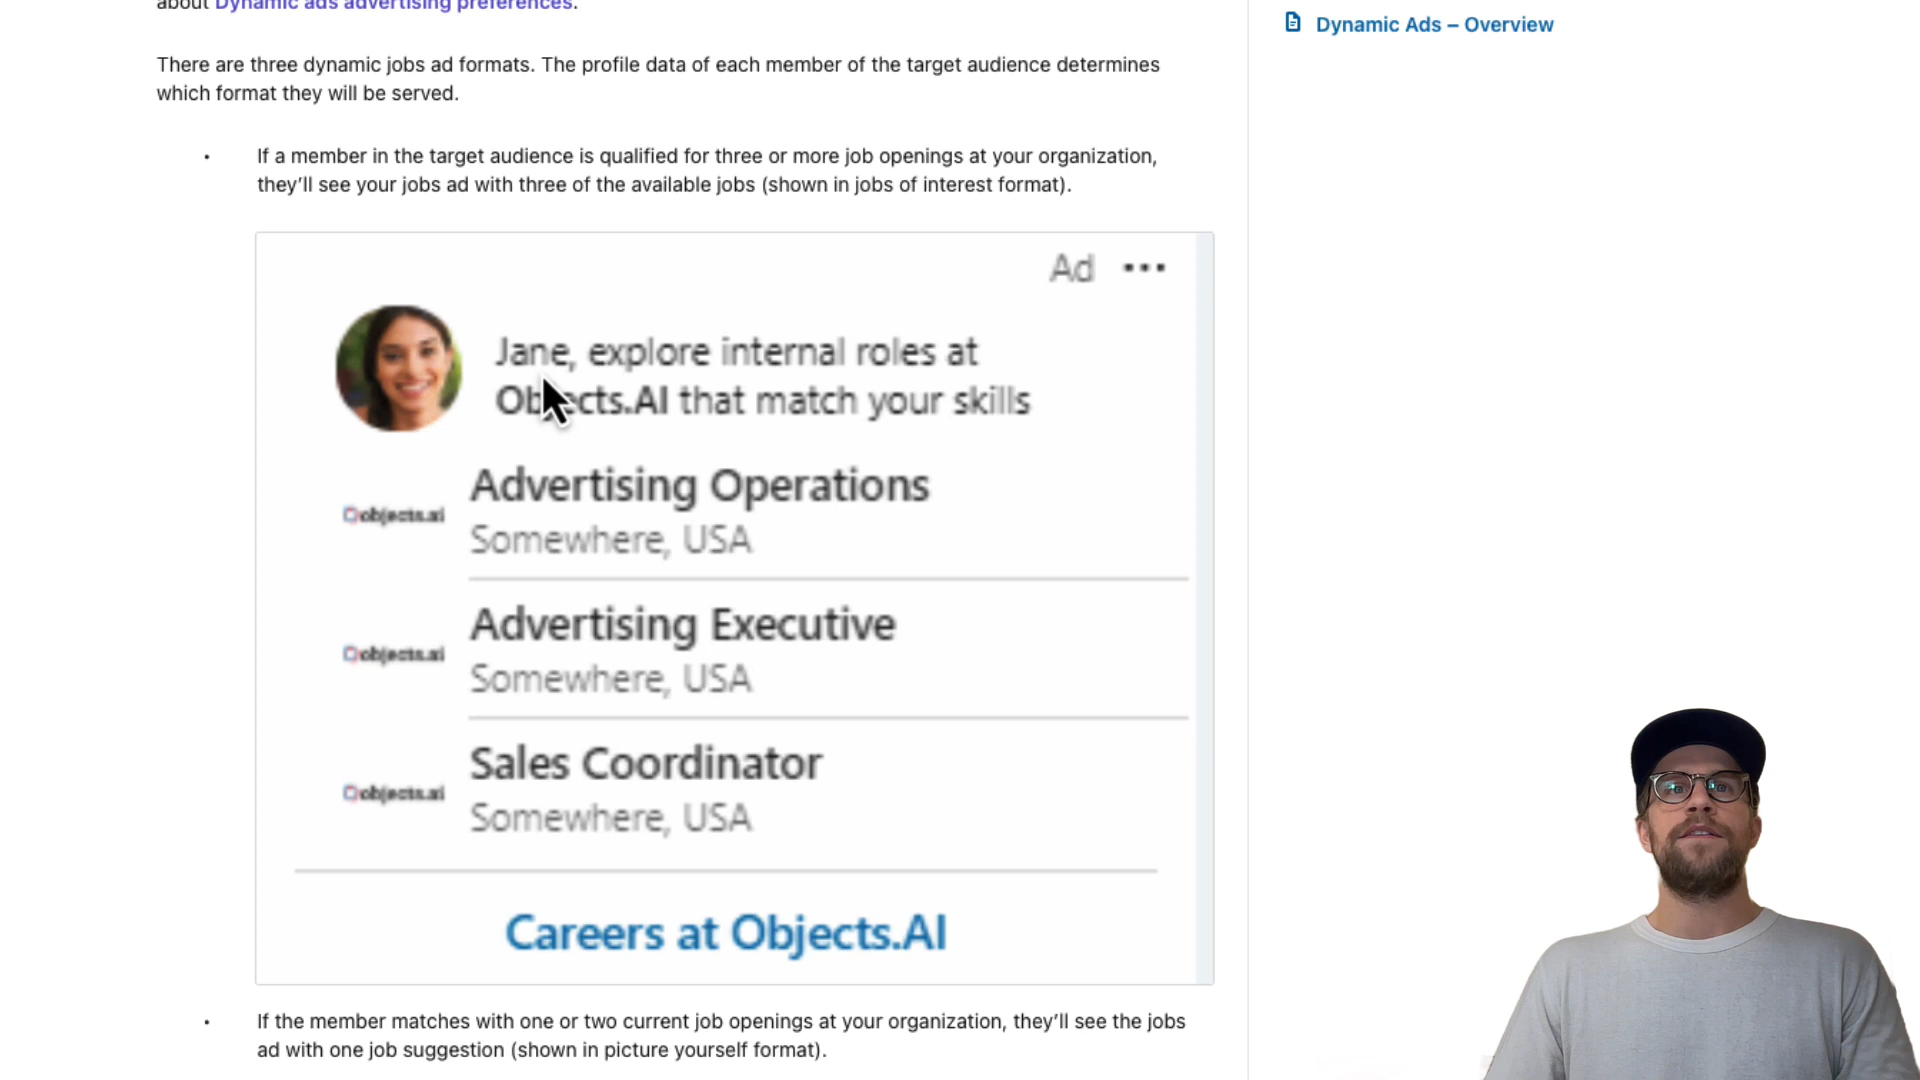 about Dynamic ads advertising preferences.
Dynamic Ads – Overview
There are three dynamic jobs ad formats. The profile data of each member of the target audience determines
which format they will be served.
• If a member in the target audience is qualified for three or more job openings at your organization,
they’ll see your jobs ad with three of the available jobs (shown in jobs of interest format).
Ad •••
Jane, explore internal roles at
Objects.AI that match your skills
Advertising Operations
objects.ai
Somewhere, USA
Advertising Executive
objects.ai
Somewhere, USA
Sales Coordinator
objects.ai
Somewhere, USA
Careers at Objects.AI
• If the member matches with one or two current job openings at your organization, they’ll see the jobs
ad with one job suggestion (shown in picture yourself format).